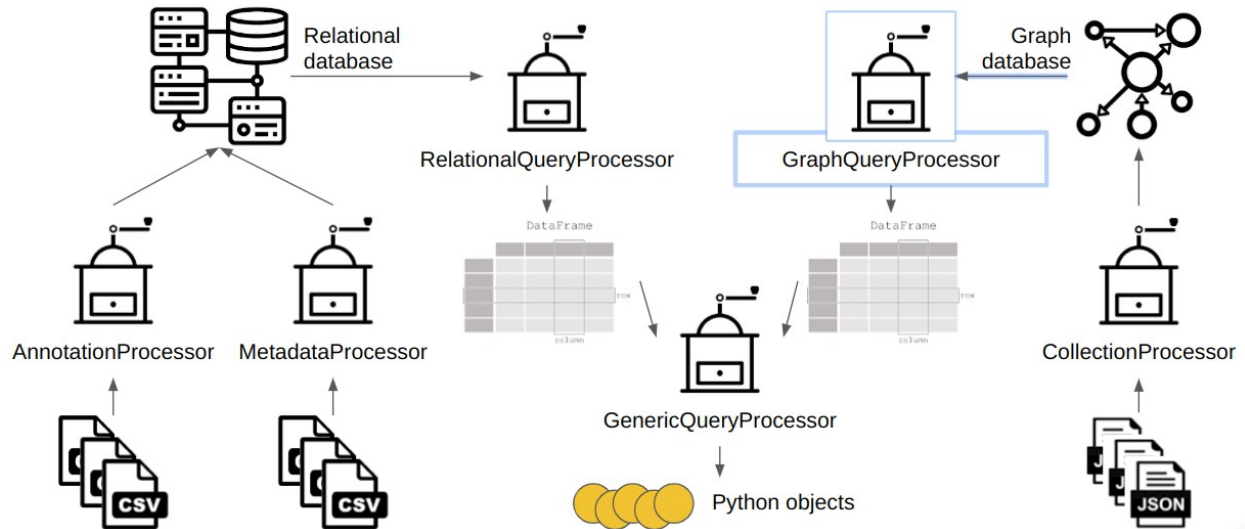 Relational
database
Graph
database
RelationalQueryProcessor
GraphQueryProcessor
DataFrame
DataFrame
row
row
column
column
AnnotationProcessor
MetadataProcessor
CollectionProcessor
GenericQueryProcessor
CSV
CSV
Python objects
JSON